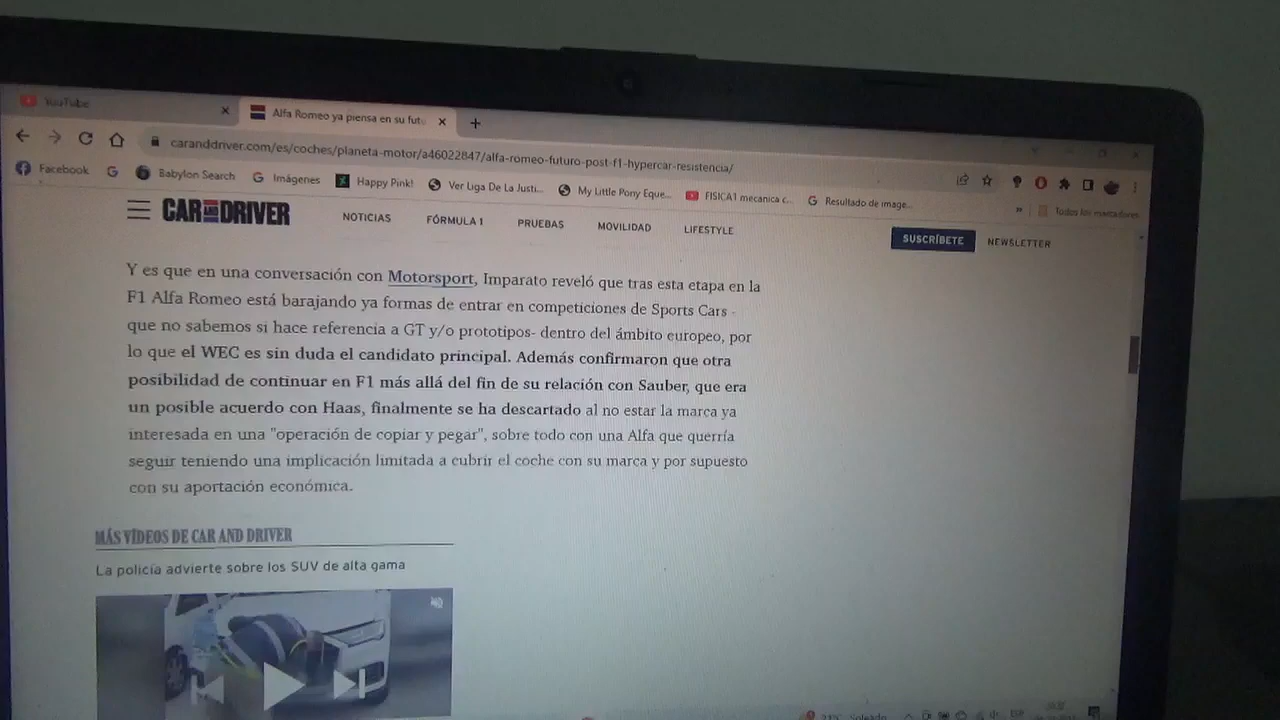 YouTube
Alfa Romeo ya piensa en su fut
caranddriver.com/es/coches/planeta-motor/a46022847/alfa-romeo-futuro-post-f1-hypercar-resistencia/
Facebook
Babylon Search
Imágenes
Happy Pink!
Ver Liga De La Justi...
My Little Pony Eque...
FISICA1 mecanica c...
Resultado de image...
»
Todos los marcadores
CAR AND DRIVER
NOTICIAS
FÓRMULA 1
PRUEBAS
MOVILIDAD
LIFESTYLE
SUSCRÍBETE
NEWSLETTER
Y es que en una conversación con Motorsport, Imparato reveló que tras esta etapa en la
F1 Alfa Romeo está barajando ya formas de entrar en competiciones de Sports Cars -
que no sabemos si hace referencia a GT y/o prototipos- dentro del ámbito europeo, por
lo que el WEC es sin duda el candidato principal. Además confirmaron que otra
posibilidad de continuar en F1 más allá del fin de su relación con Sauber, que era
un posible acuerdo con Haas, finalmente se ha descartado al no estar la marca ya
interesada en una "operación de copiar y pegar", sobre todo con una Alfa que querría
seguir teniendo una implicación limitada a cubrir el coche con su marca y por supuesto
con su aportación económica.
MÁS VÍDEOS DE CAR AND DRIVER
La policía advierte sobre los SUV de alta gama
Soleado
ESP